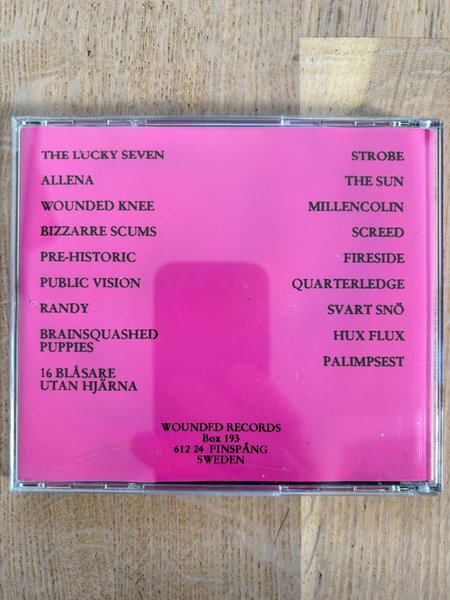 THE LUCKY SEVEN
ALLENA
WOUNDED KNEE
BIZZARRE SCUMS
PRE-HISTORIC
PUBLIC VISION
RANDY
BRAINSQUASHED
PUPPIES
16 BLÅSARE
UTAN HJÄRNA
STROBE
THE SUN
MILLENCOLIN
SCREED
FIRESIDE
QUARTERLEDGE
SVART SNÖ
HUX FLUX
PALIMPSEST
WOUNDED RECORDS
Box 193
612 24 FINSPÅNG
SWEDEN